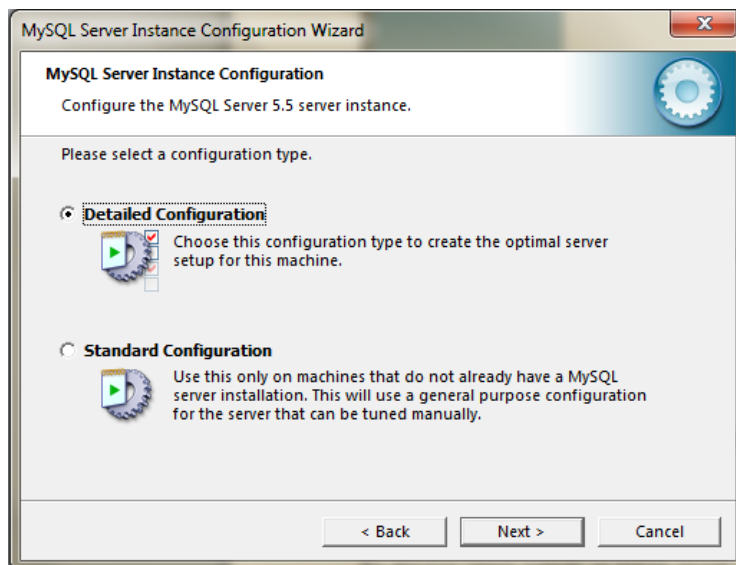 MySQL Server Instance Configuration Wizard
MySQL Server Instance Configuration
Configure the MySQL Server 5.5 server instance.
Please select a configuration type.
Detailed Configuration
Choose this configuration type to create the optimal server
setup for this machine.
Standard Configuration
Use this only on machines that do not already have a MySQL
server installation. This will use a general purpose configuration
for the server that can be tuned manually.
< Back Next > Cancel